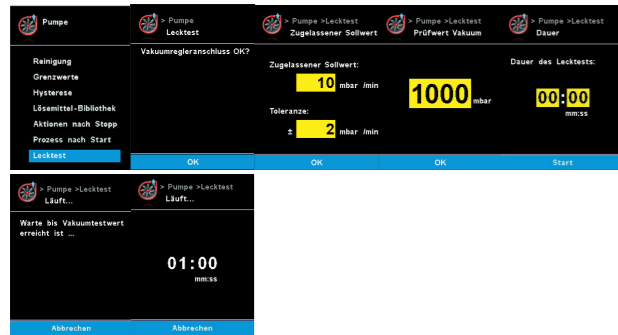 Pumpe
Reinigung
Grenzwerte
Hysterese
Lösemittel-Bibliothek
Aktionen nach Stopp
Prozess nach Start
Lecktest
> Pumpe
Lecktest
Vakuumregleranschluss OK?
OK
> Pumpe >Lecktest
Zugelassener Sollwert
Zugelassener Sollwert:
10 mbar /min
Toleranz:
± 2 mbar /min
OK
> Pumpe >Lecktest
Prüfwert Vakuum
1000 mbar
OK
> Pumpe >Lecktest
Dauer
Dauer des Lecktests:
00:00
mm:ss
Start
> Pumpe >Lecktest
Läuft...
Warte bis Vakuumtestwert
erreicht ist ...
Abbrechen
> Pumpe >Lecktest
Läuft...
01:00
mm:ss
Abbrechen